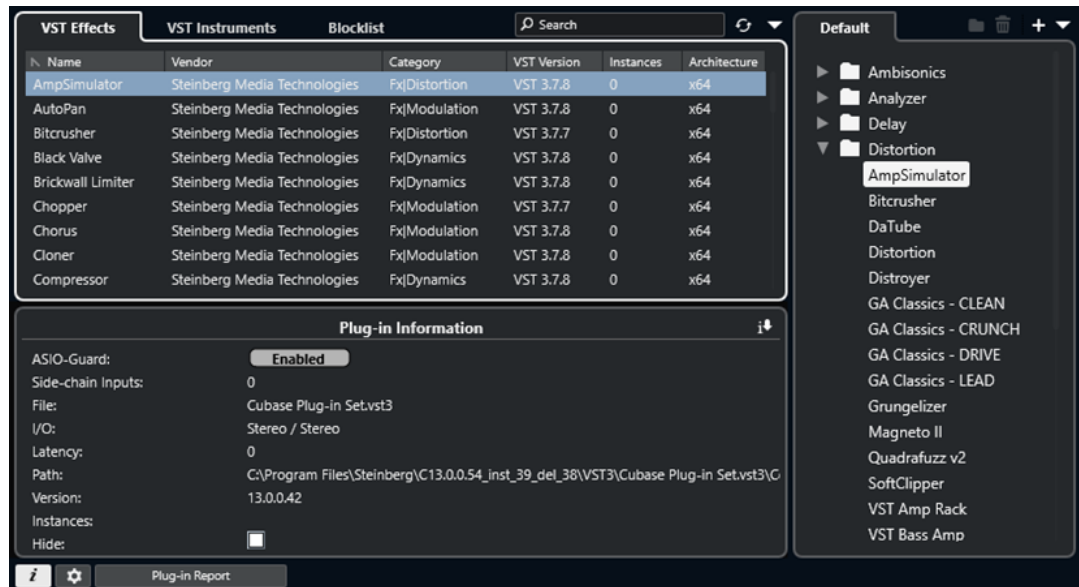 VST Effects VST Instruments Blocklist Search
Name Vendor Category VST Version Instances Architecture
AmpSimulator Steinberg Media Technologies Fx|Distortion VST 3.7.8 0 x64
AutoPan Steinberg Media Technologies Fx|Modulation VST 3.7.8 0 x64
Bitcrusher Steinberg Media Technologies Fx|Distortion VST 3.7.7 0 x64
Black Valve Steinberg Media Technologies Fx|Dynamics VST 3.7.8 0 x64
Brickwall Limiter Steinberg Media Technologies Fx|Dynamics VST 3.7.8 0 x64
Chopper Steinberg Media Technologies Fx|Modulation VST 3.7.7 0 x64
Chorus Steinberg Media Technologies Fx|Modulation VST 3.7.8 0 x64
Cloner Steinberg Media Technologies Fx|Modulation VST 3.7.8 0 x64
Compressor Steinberg Media Technologies Fx|Dynamics VST 3.7.8 0 x64
Plug-in Information
ASIO-Guard: Enabled
Side-chain Inputs: 0
File: Cubase Plug-in Set.vst3
I/O: Stereo / Stereo
Latency: 0
Path: C:\Program Files\Steinberg\C13.0.0.54_inst_39_del_38\VST3\Cubase Plug-in Set.vst3\C
Version: 13.0.0.42
Instances:
Hide:
i Plug-in Report
Default
Ambisonics
Analyzer
Delay
Distortion
AmpSimulator
Bitcrusher
DaTube
Distortion
Distroyer
GA Classics - CLEAN
GA Classics - CRUNCH
GA Classics - DRIVE
GA Classics - LEAD
Grungelizer
Magneto II
Quadrafuzz v2
SoftClipper
VST Amp Rack
VST Bass Amp